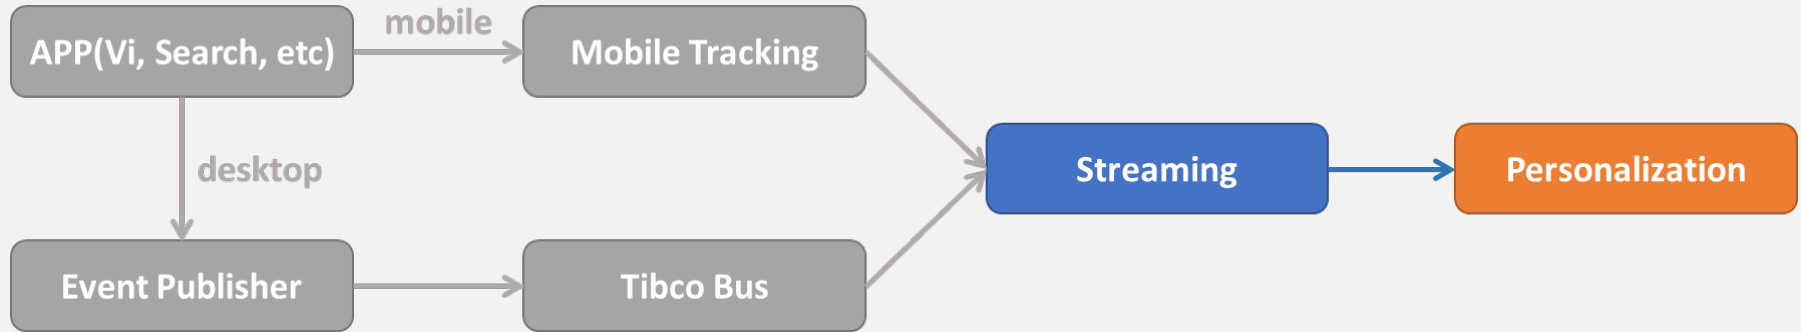 APP(Vi, Search, etc)
mobile
Mobile Tracking
desktop
Streaming
Personalization
Event Publisher
Tibco Bus